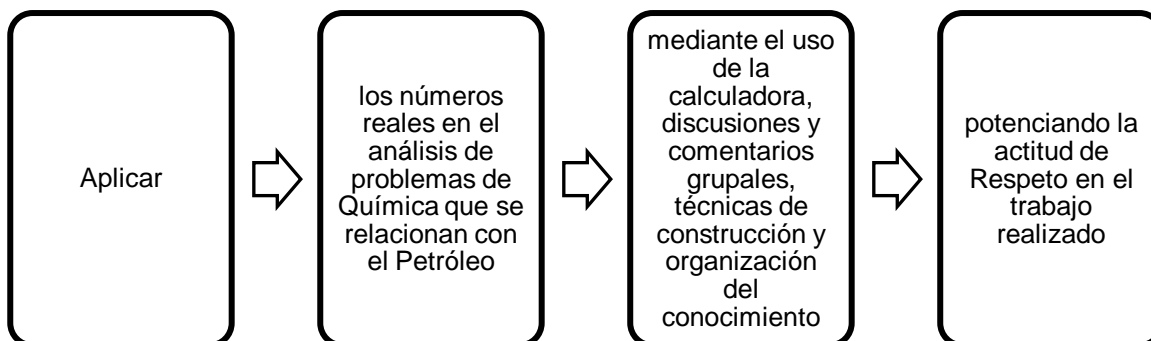 Aplicar
los números
reales en el
análisis de
problemas de
Química que se
relacionan con
el Petróleo
mediante el uso
de la
calculadora,
discusiones y
comentarios
grupales,
técnicas de
construcción y
organización
del
conocimiento
potenciando la
actitud de
Respeto en el
trabajo
realizado